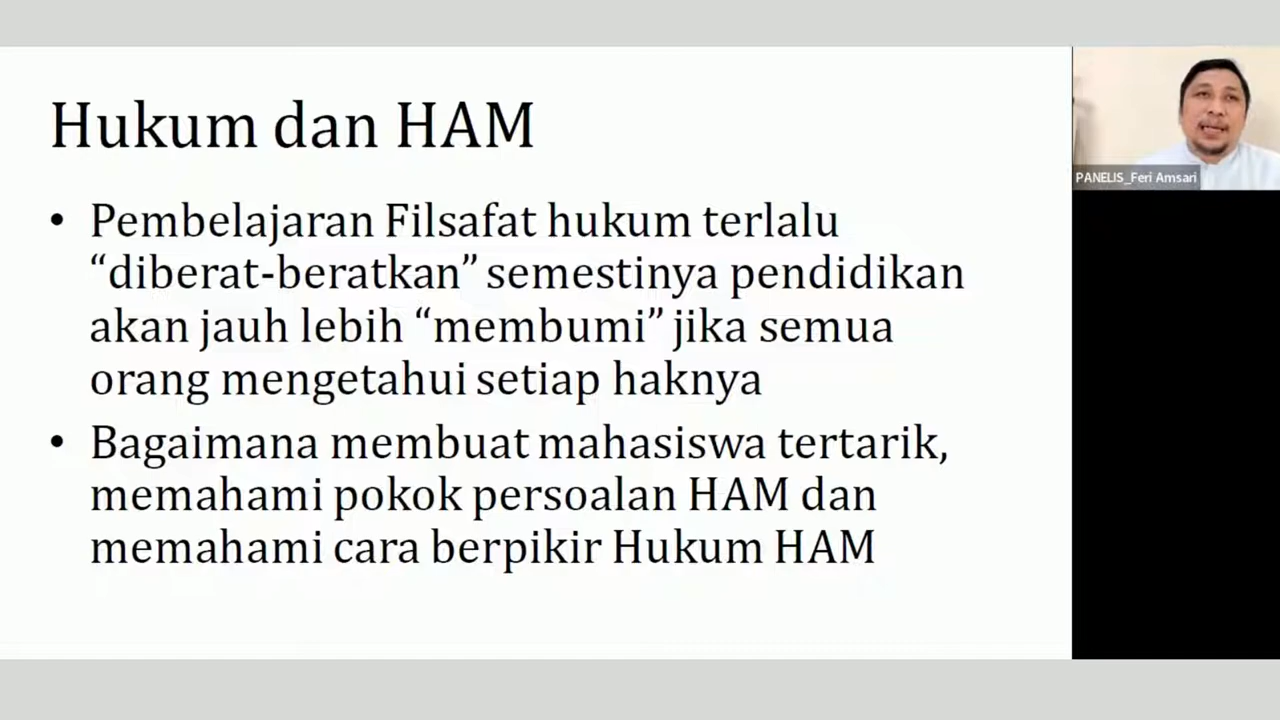 Hukum dan HAM
• Pembelajaran Filsafat hukum terlalu
“diberat-beratkan” semestinya pendidikan
akan jauh lebih “membumi” jika semua
orang mengetahui setiap haknya
• Bagaimana membuat mahasiswa tertarik,
memahami pokok persoalan HAM dan
memahami cara berpikir Hukum HAM
PANELIS_Feri Amsari